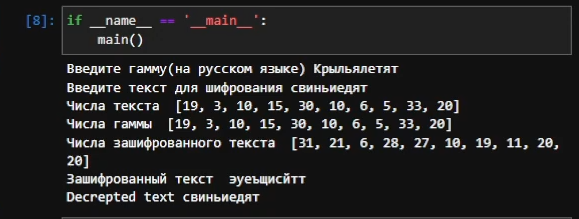 [8]: if __name__ == '__main__':
main()
Введите гамму(на русском языке) Крыльялетят
Введите текст для шифрования свиньиедят
Числа текста [19, 3, 10, 15, 30, 10, 6, 5, 33, 20]
Числа гаммы [19, 3, 10, 15, 30, 10, 6, 5, 33, 20]
Числа зашифрованного текста [31, 21, 6, 28, 27, 10, 19, 11, 20,
20]
Зашифрованный текст эуеъщисйтт
Decrepted text свиньиедят